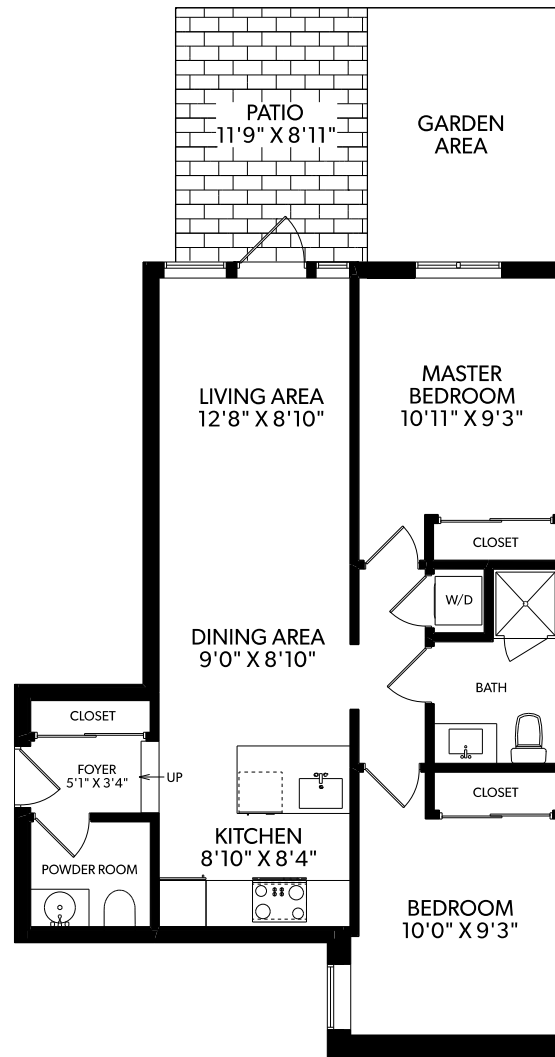 PATIO
11'9" X 8'11"
GARDEN
AREA
LIVING AREA
12'8" X 8'10"
MASTER
BEDROOM
10'11" X 9'3"
CLOSET
W/D
DINING AREA
9'0" X 8'10"
BATH
CLOSET
FOYER
5'1" X 3'4"
UP
CLOSET
KITCHEN
8'10" X 8'4"
POWDER ROOM
BEDROOM
10'0" X 9'3"